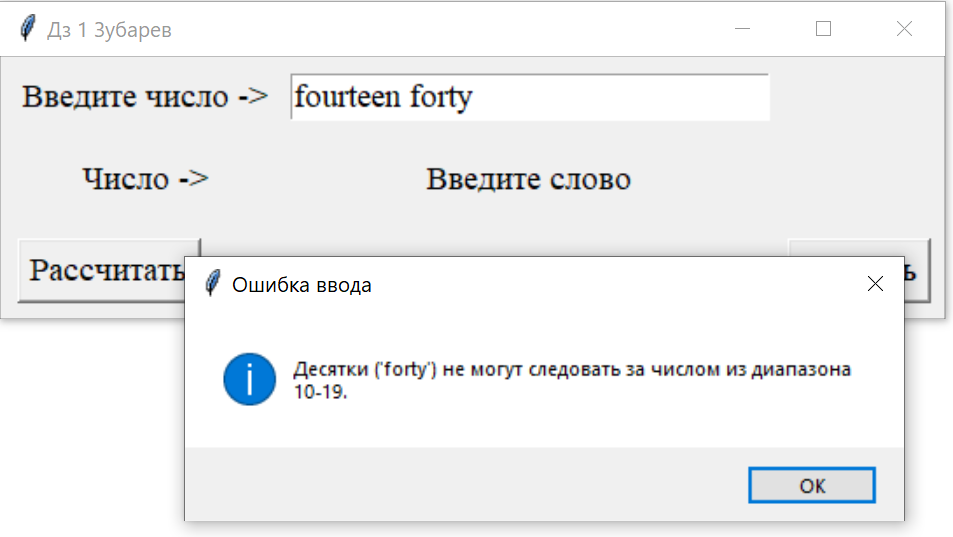 Дз 1 Зубарев
Введите число -> fourteen forty
Число -> Введите слово
Рассчитать
Ошибка ввода
Десятки ('forty') не могут следовать за числом из диапазона
10-19.
OK